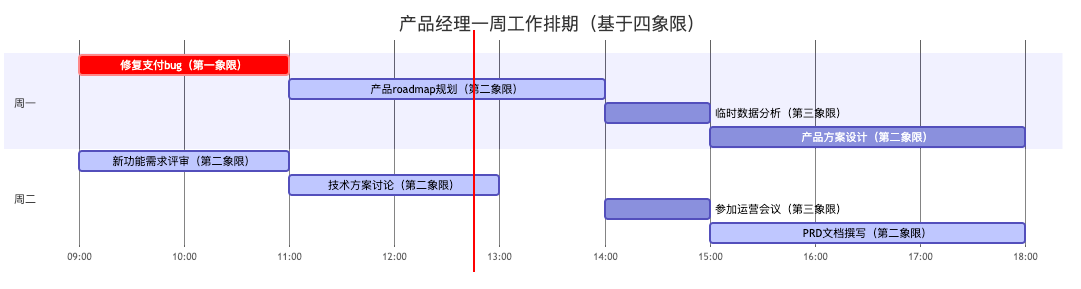 产品经理一周工作排期（基于四象限）
周一
修复支付bug（第一象限）
产品roadmap规划（第二象限）
临时数据分析（第三象限）
产品方案设计（第二象限）
周二
新功能需求评审（第二象限）
技术方案讨论（第二象限）
参加运营会议（第三象限）
PRD文档撰写（第二象限）
09:00 10:00 11:00 12:00 13:00 14:00 15:00 16:00 17:00 18:00